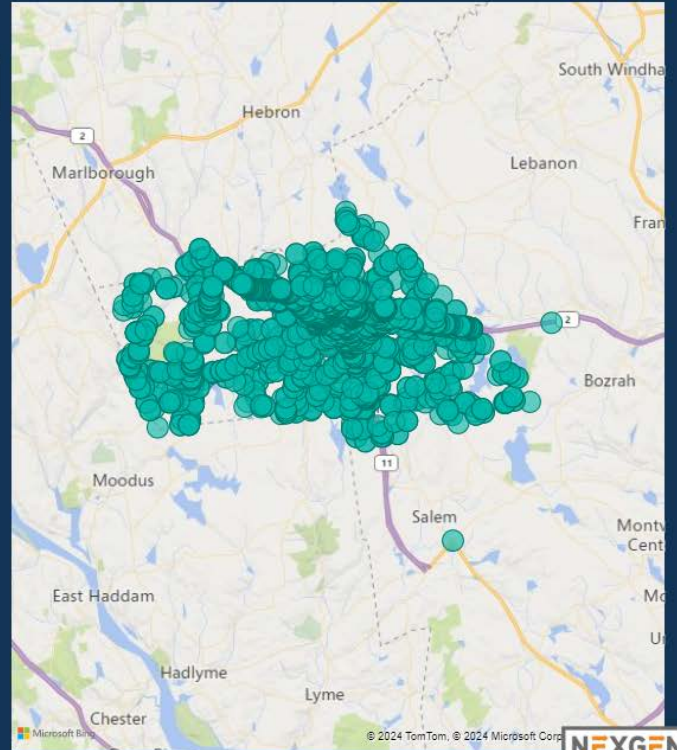 South Windha
Hebron
2
Marlborough
Lebanon
Fran
2
Bozrah
Moodus
11
Salem
Montv
Cent
East Haddam
Mo
U
Hadlyme
Lyme
Chester
Microsoft Bing
© 2024 TomTom, © 2024 Microsoft Corp
NEXGEN